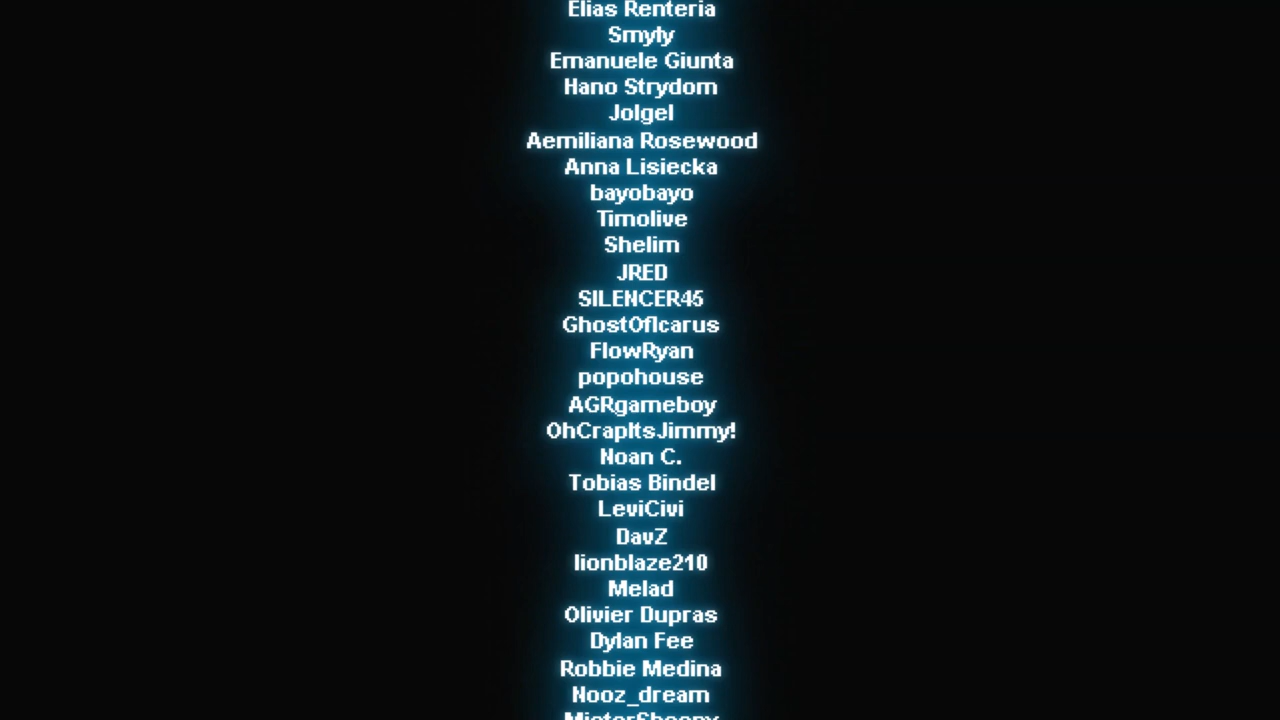 Elias Renteria
Smyly
Emanuele Giunta
Hano Strydom
Jolgel
Aemiliana Rosewood
Anna Lisiecka
bayobayo
Timolive
Shelim
JRED
SILENCER45
GhostOfIcarus
FlowRyan
popohouse
AGRgameboy
OhCrapItsJimmy!
Noan C.
Tobias Bindel
LeviCivi
DavZ
lionblaze210
Melad
Olivier Dupras
Dylan Fee
Robbie Medina
Nooz_dream